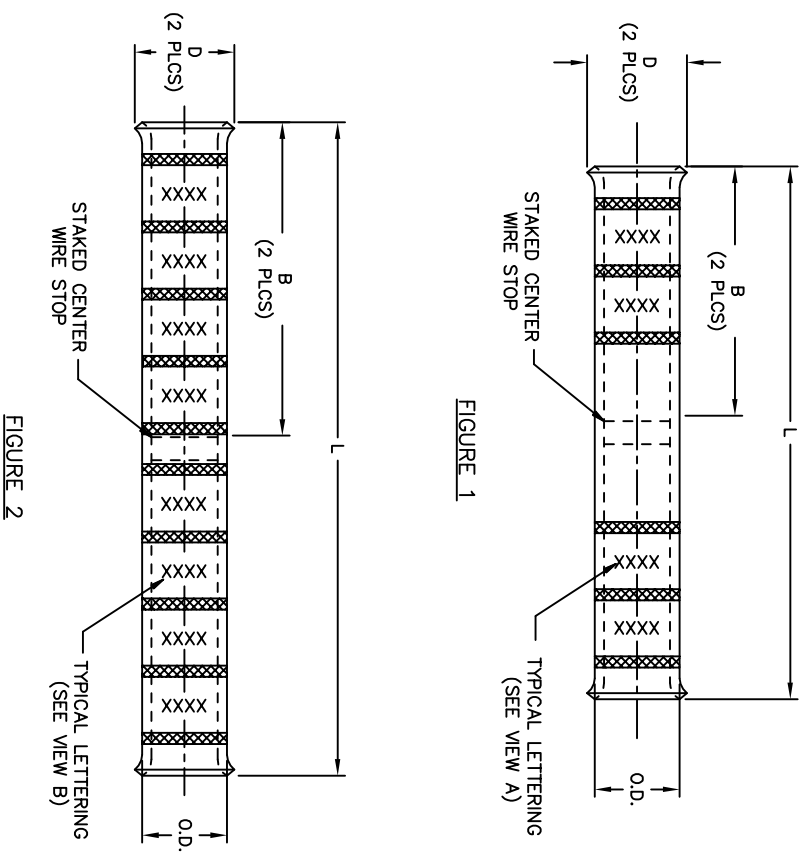 L
B
(2 PLCS)
D
(2 PLCS)
XXXX
XXXX
XXXX
XXXX
O.D.
STAKED CENTER
WIRE STOP
TYPICAL LETTERING
(SEE VIEW A)
FIGURE 1
L
B
(2 PLCS)
D
(2 PLCS)
XXXX
XXXX
XXXX
XXXX
XXXX
XXXX
XXXX
XXXX
O.D.
STAKED CENTER
WIRE STOP
TYPICAL LETTERING
(SEE VIEW B)
FIGURE 2